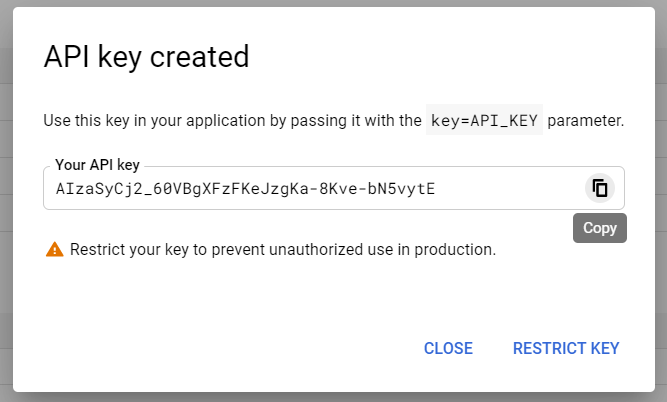 API key created
Use this key in your application by passing it with the key=API_KEY parameter.
Your API key
AIzaSyCj2_60VBgXFzFKeJzgKa-8Kve-bN5vytE
Copy
Restrict your key to prevent unauthorized use in production.
CLOSE RESTRICT KEY